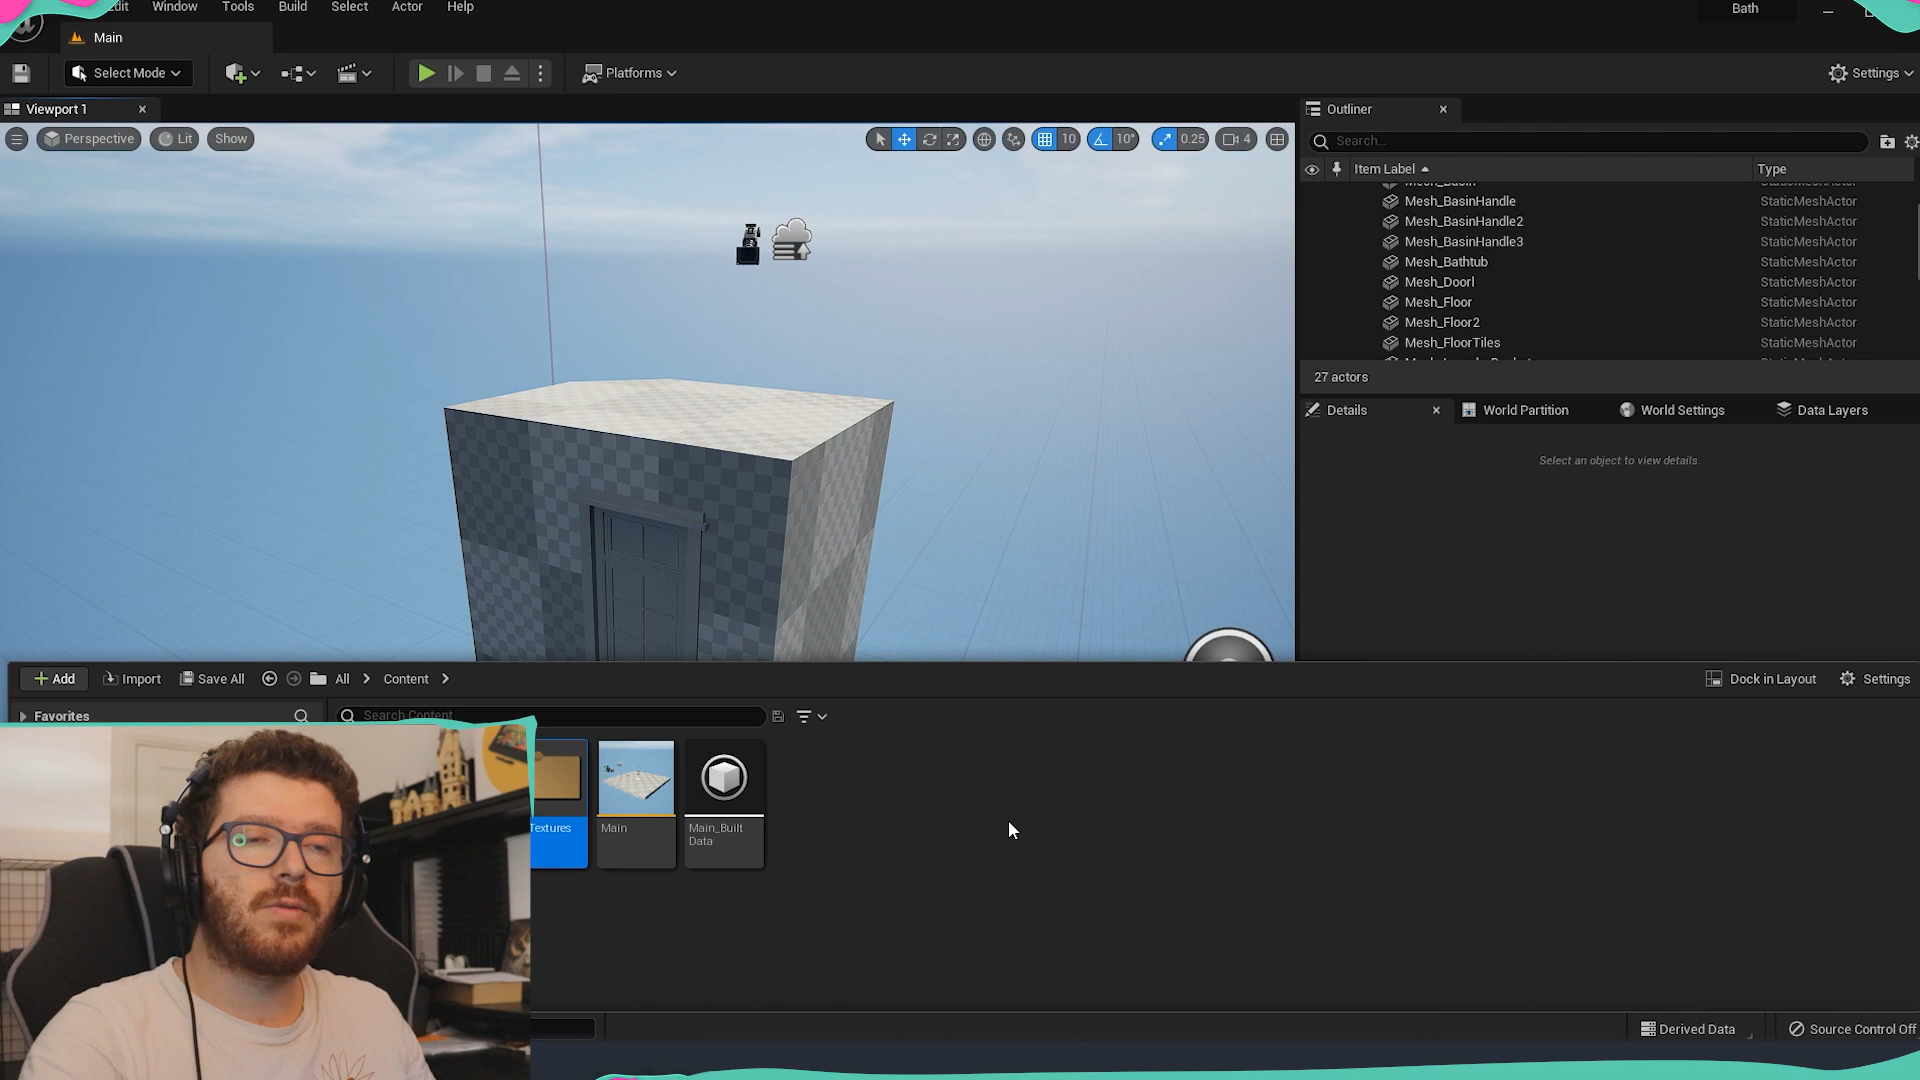 Window Tools Build Select Actor Help
Bath
Main
Select Mode
Platforms
Settings
Viewport 1
Perspective
Lit
Show
10
10°
0.25
4
Outliner
Search...
Item Label
Type
Mesh_BasinHandle StaticMeshActor
Mesh_BasinHandle2 StaticMeshActor
Mesh_BasinHandle3 StaticMeshActor
Mesh_Bathtub StaticMeshActor
Mesh_Doorl StaticMeshActor
Mesh_Floor StaticMeshActor
Mesh_Floor2 StaticMeshActor
Mesh_FloorTiles StaticMeshActor
27 actors
Details
World Partition
World Settings
Data Layers
Select an object to view details.
Add
Import
Save All
All
Content
Dock in Layout
Settings
Favorites
Search Content
Textures
Main
Main_Built
Data
Derived Data
Source Control Off